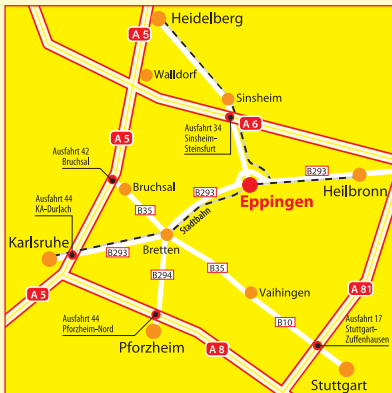 Heidelberg
A 5
Walldorf
Sinsheim
A 6
A 5
Ausfahrt 34
Sinsheim-
Steinsfurt
Ausfahrt 42
Bruchsal
B293
Heilbronn
Bruchsal
B293
Eppingen
Ausfahrt 44
KA-Durlach
B35
Stadtbahn
Karlsruhe
Bretten
B293
B294
B35
A 5
A 81
Vaihingen
Ausfahrt 44
Pforzheim-Nord
B10
Ausfahrt 17
Stuttgart-
Zuffenhausen
Pforzheim
A 8
Stuttgart